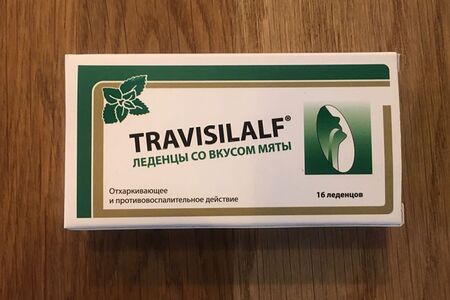 TRAVISILALF®
ЛЕДЕНЦЫ СО ВКУСОМ МЯТЫ
Отхаркивающее
и противовоспалительное действие
16 леденцов